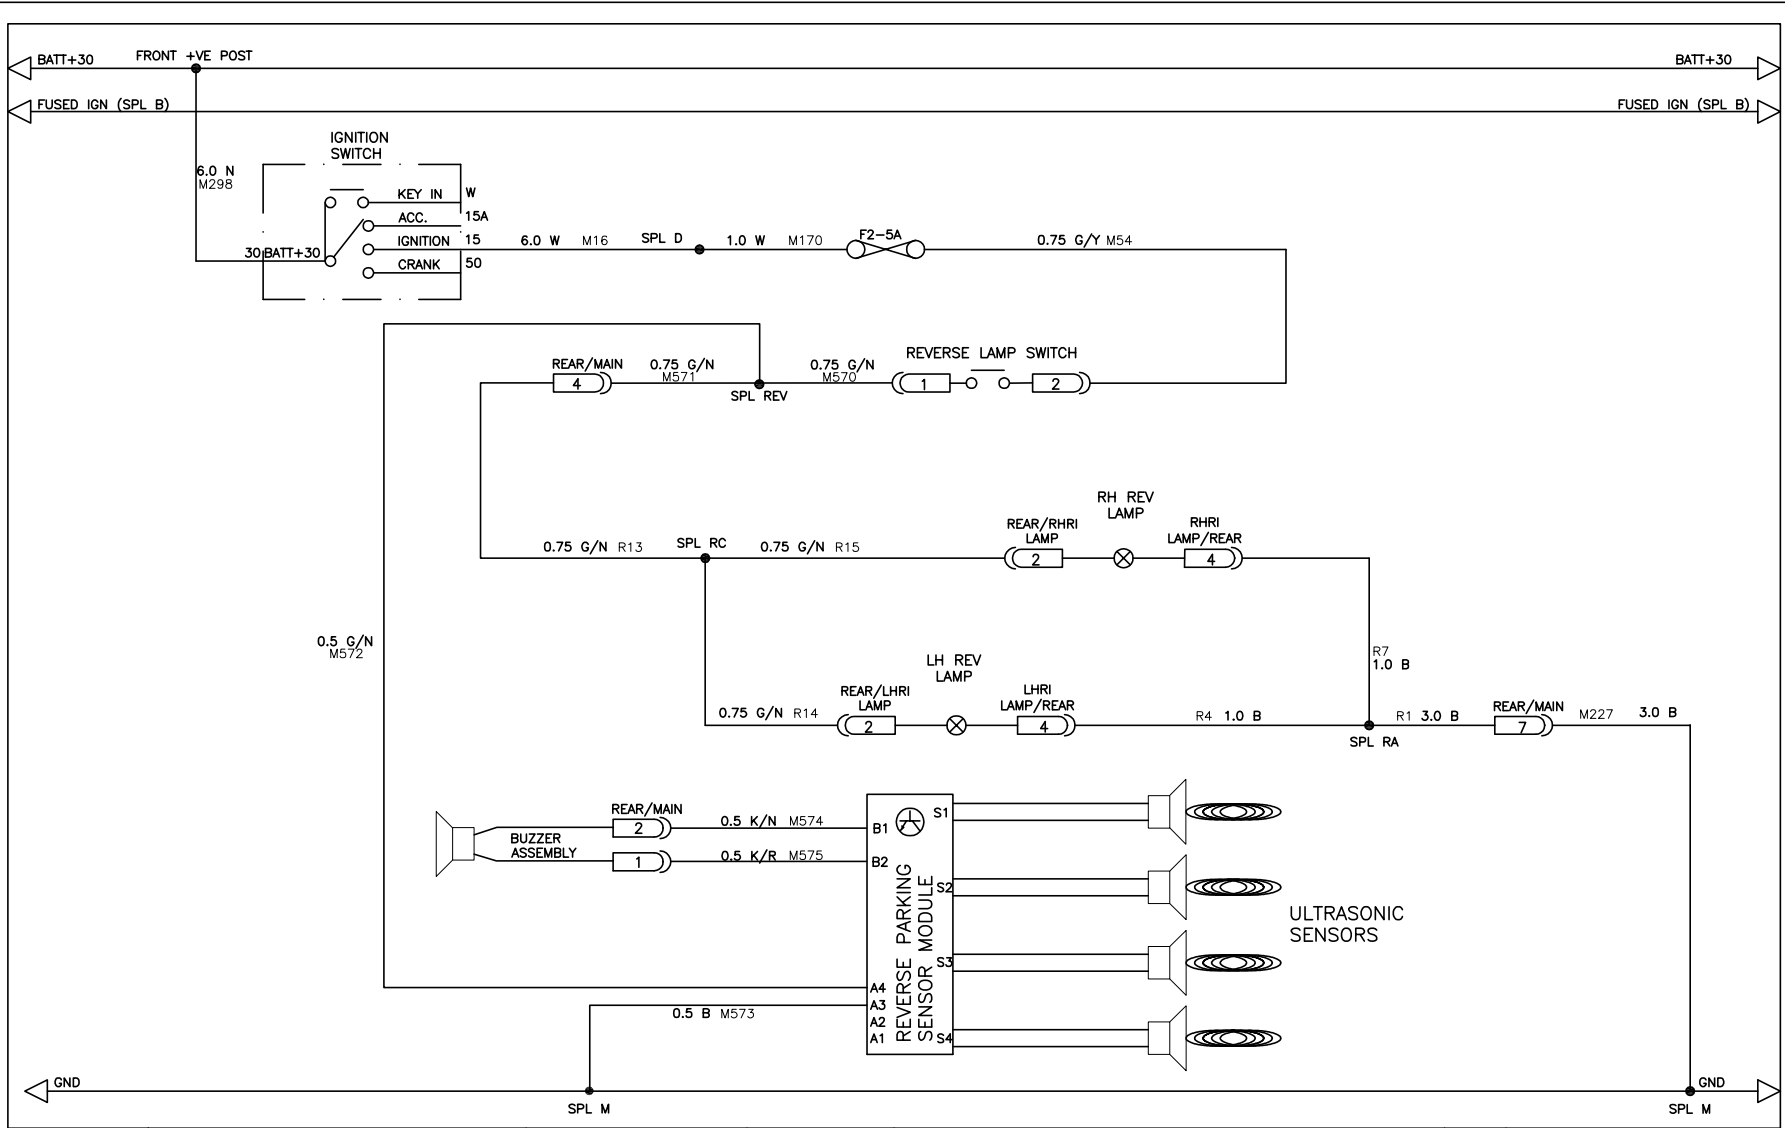 BATT+30
FRONT +VE POST
BATT+30
FUSED IGN (SPL B)
FUSED IGN (SPL B)
IGNITION
SWITCH
6.0 N
M298
KEY IN W
ACC. 15A
IGNITION 15
30 BATT+30
CRANK 50
6.0 W M16
SPL D
1.0 W M170
F2-5A
0.75 G/Y M54
REAR/MAIN
4
0.75 G/N
M571
SPL REV
0.75 G/N
M570
REVERSE LAMP SWITCH
1
2
0.75 G/N R13
SPL RC
0.75 G/N R15
REAR/RHRI
LAMP
2
RH REV
LAMP
RHRI
LAMP/REAR
4
0.5 G/N
M572
R7
1.0 B
0.75 G/N R14
REAR/LHRI
LAMP
2
LH REV
LAMP
LHRI
LAMP/REAR
4
R4 1.0 B
SPL RA
R1 3.0 B
REAR/MAIN
7
M227 3.0 B
BUZZER
ASSEMBLY
REAR/MAIN
2
1
0.5 K/N M574
0.5 K/R M575
B1
B2
A4
A3
A2
A1
REVERSE PARKING
SENSOR MODULE
S1
S2
S3
S4
ULTRASONIC
SENSORS
0.5 B M573
GND
SPL M
GND
SPL M